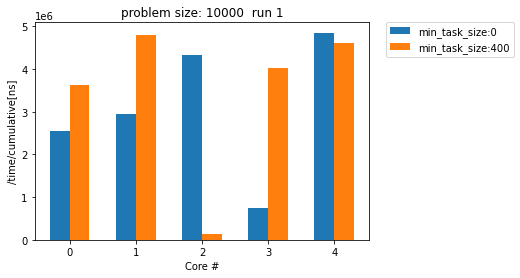 problem size: 10000  run 1
1e6
5
4
3
2
1
0
/time/cumulative[ns]
0 1 2 3 4
Core #
min_task_size:0
min_task_size:400